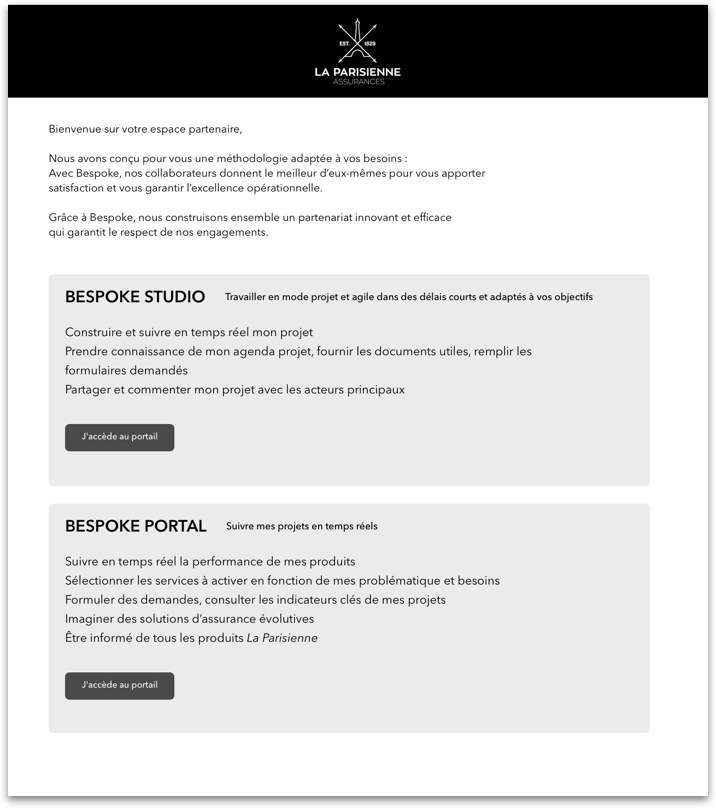 EST. 1829
LA PARISIENNE
ASSURANCES
Bienvenue sur votre espace partenaire,
Nous avons conçu pour vous une méthodologie adaptée à vos besoins :
Avec Bespoke, nos collaborateurs donnent le meilleur d’eux-mêmes pour vous apporter
satisfaction et vous garantir l’excellence opérationnelle.
Grâce à Bespoke, nous construisons ensemble un partenariat innovant et efficace
qui garantit le respect de nos engagements.
BESPOKE STUDIO Travailler en mode projet et agile dans des délais courts et adaptés à vos objectifs
Construire et suivre en temps réel mon projet
Prendre connaissance de mon agenda projet, fournir les documents utiles, remplir les
formulaires demandés
Partager et commenter mon projet avec les acteurs principaux
J’accède au portail
BESPOKE PORTAL Suivre mes projets en temps réels
Suivre en temps réel la performance de mes produits
Sélectionner les services à activer en fonction de mes problématique et besoins
Formuler des demandes, consulter les indicateurs clés de mes projets
Imaginer des solutions d’assurance évolutives
Être informé de tous les produits La Parisienne
J’accède au portail